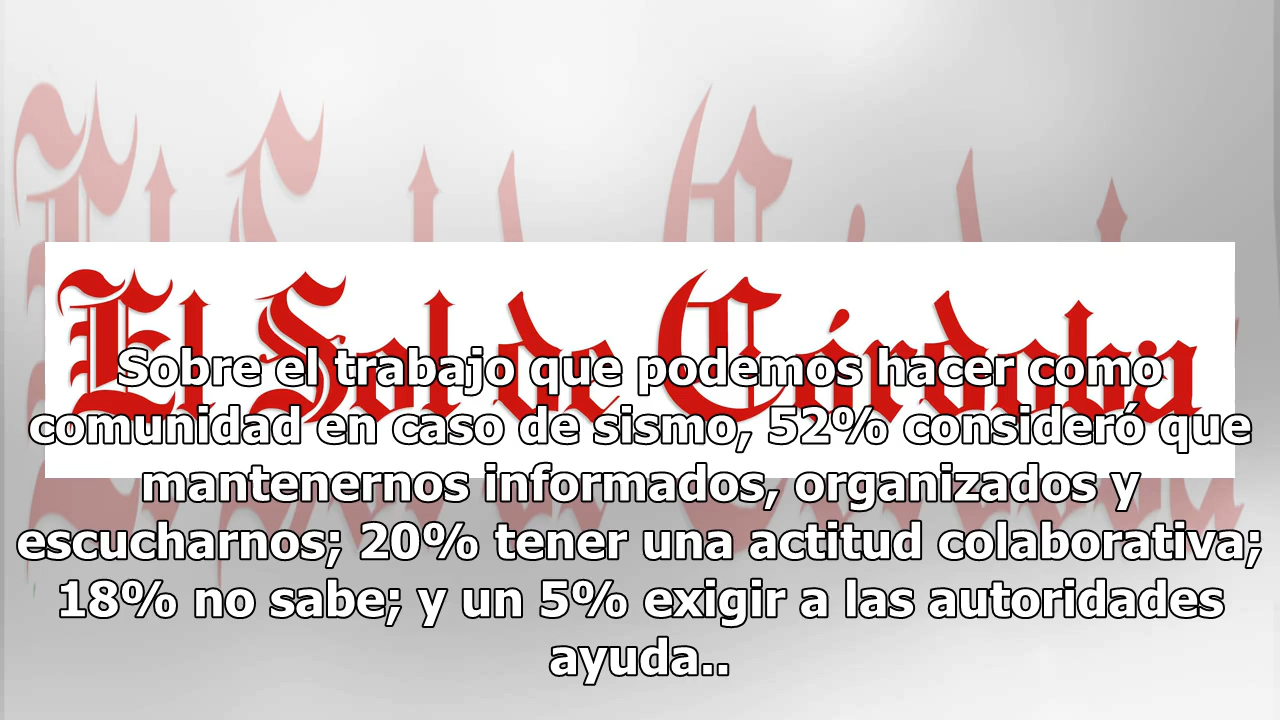 El Sol de Córdoba
Sobre el trabajo que podemos hacer como
comunidad en caso de sismo, 52% consideró que
mantenernos informados, organizados y
escucharnos; 20% tener una actitud colaborativa;
18% no sabe; y un 5% exigir a las autoridades
ayuda..